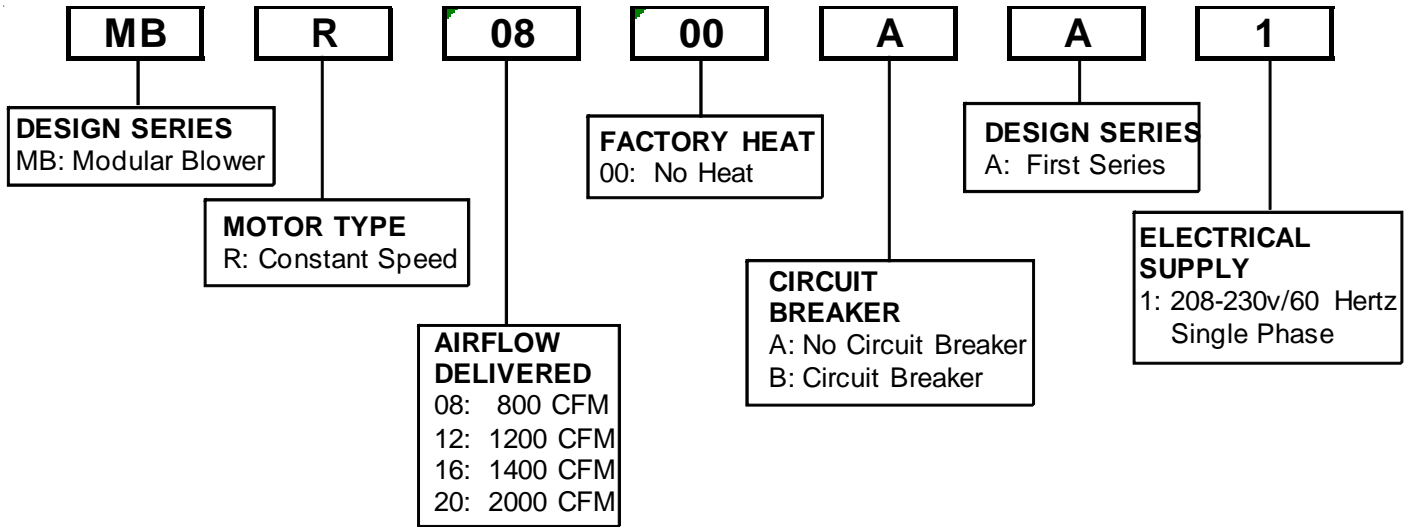 MB R 08 00 A A 1
DESIGN SERIES
MB: Modular Blower
MOTOR TYPE
R: Constant Speed
AIRFLOW
DELIVERED
08: 800 CFM
12: 1200 CFM
16: 1400 CFM
20: 2000 CFM
FACTORY HEAT
00: No Heat
CIRCUIT
BREAKER
A: No Circuit Breaker
B: Circuit Breaker
DESIGN SERIES
A: First Series
ELECTRICAL
SUPPLY
1: 208-230v/60 Hertz
Single Phase